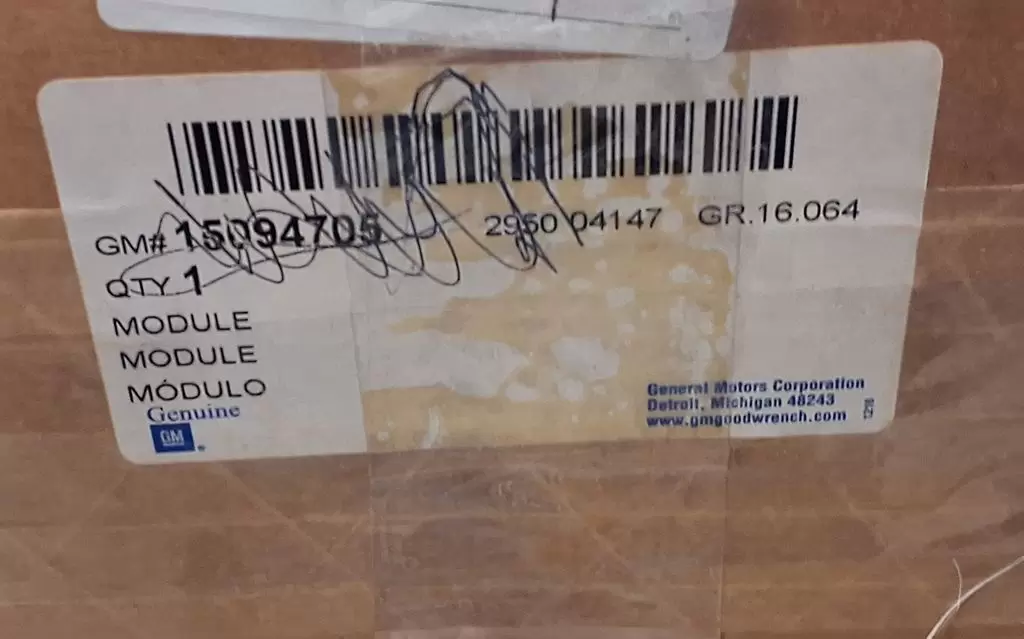 GM# 15094705 2950 04147 GR.16.064
QTY 1
MODULE
MODULE
MÓDULO
Genuine
GM
General Motors Corporation
Detroit, Michigan 48243
www.gmgoodwrench.com